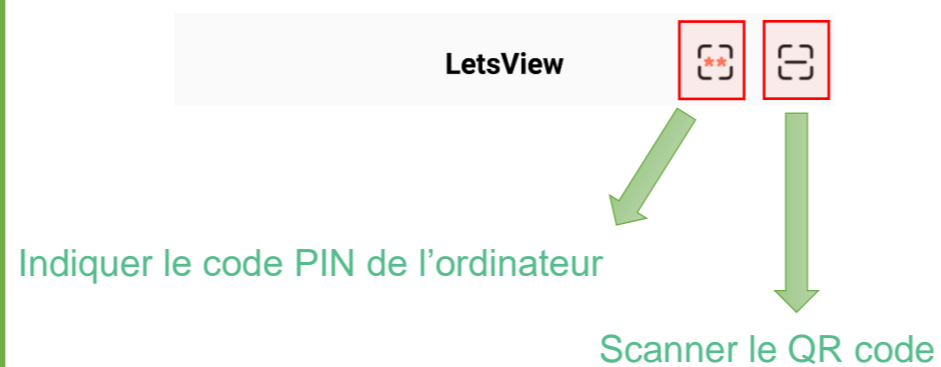 LetsView
**
Indiquer le code PIN de l’ordinateur
Scanner le QR code